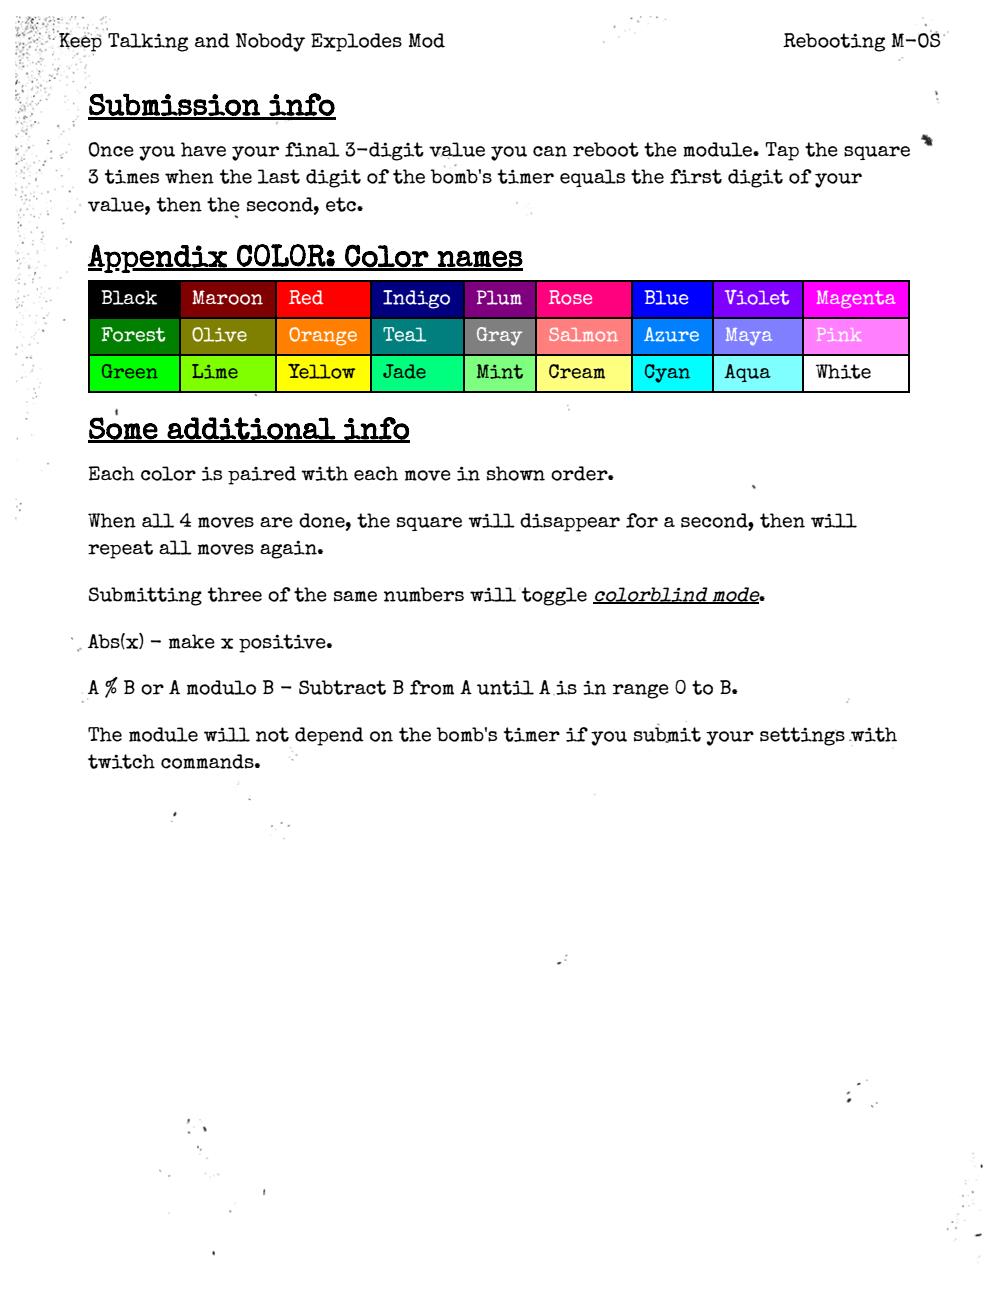 Keep Talking and Nobody Explodes Mod Rebooting M-OS
Submission info
Once you have your final 3-digit value you can reboot the module. Tap the square
3 times when the last digit of the bomb's timer equals the first digit of your
value, then the second, etc.
Appendix COLOR: Color names
Black Maroon Red Indigo Plum Rose Blue Violet Magenta
Forest Olive Orange Teal Gray Salmon Azure Maya Pink
Green Lime Yellow Jade Mint Cream Cyan Aqua White
Some additional info
Each color is paired with each move in shown order.
When all 4 moves are done, the square will disappear for a second, then will
repeat all moves again.
Submitting three of the same numbers will toggle colorblind mode.
Abs(x) - make x positive.
A % B or A modulo B - Subtract B from A until A is in range 0 to B.
The module will not depend on the bomb's timer if you submit your settings with
twitch commands.